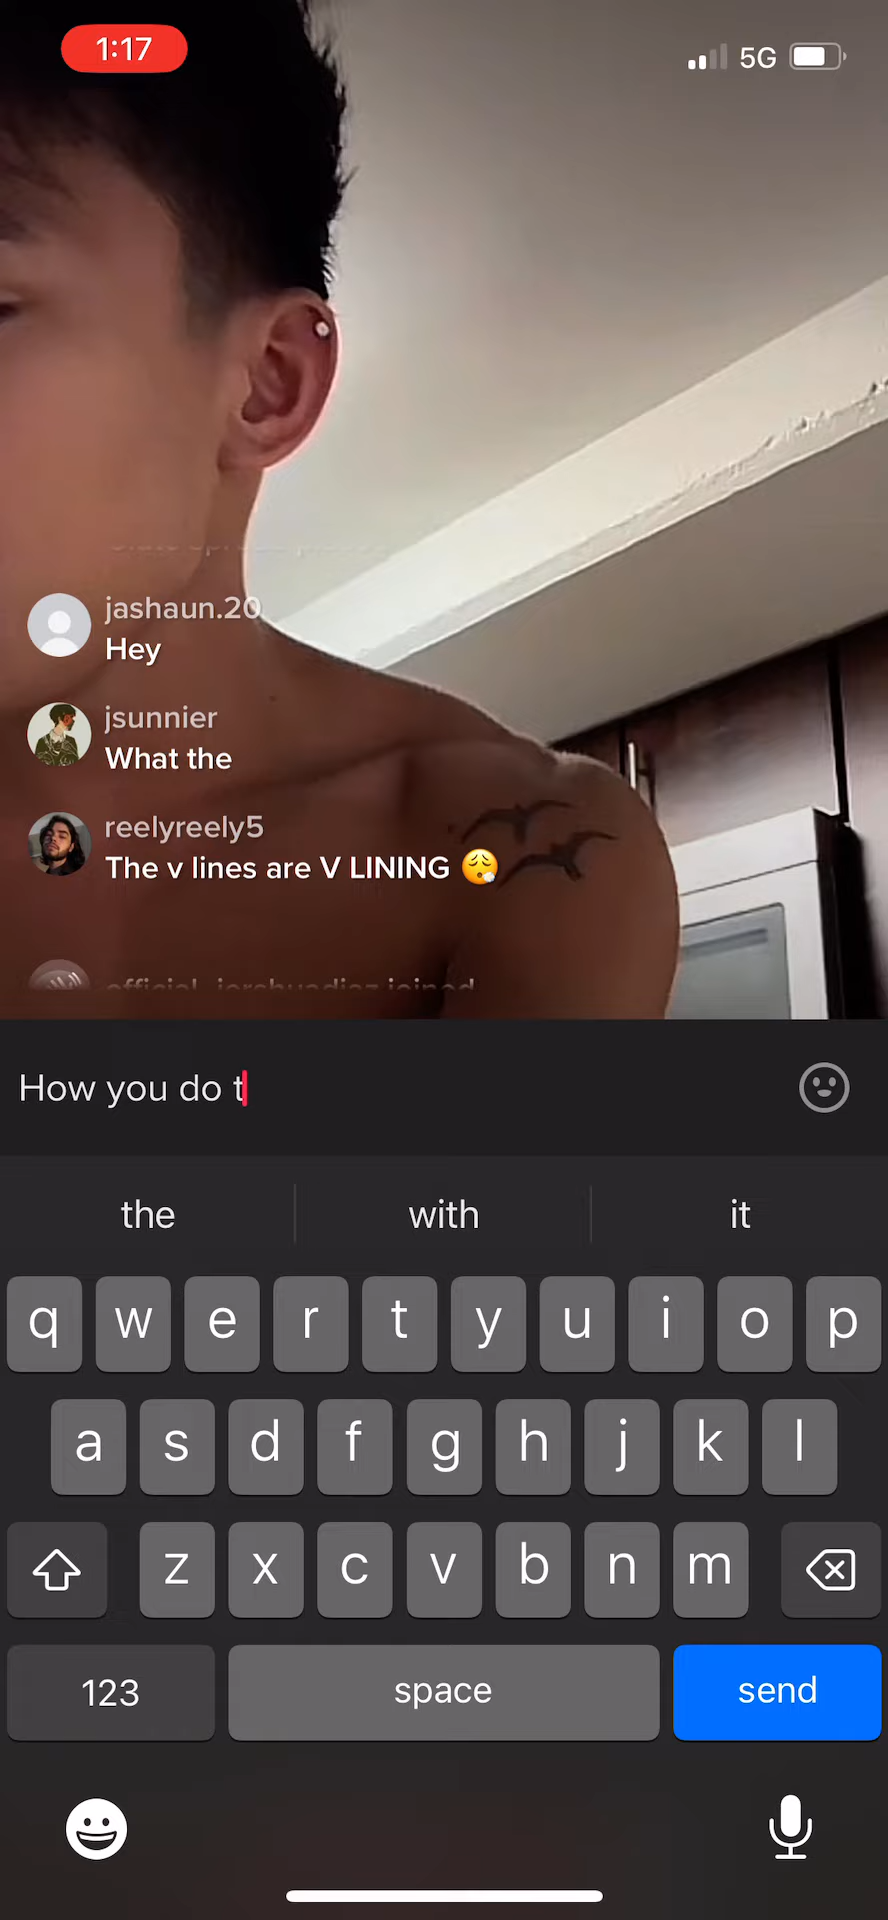 1:17
5G
jashaun.20
Hey
jsunnier
What the
reelyreely5
The v lines are V LINING 😮‍💨
joined
How you do t
the with it
q w e r t y u i o p
a s d f g h j k l
z x c v b n m
123 space send